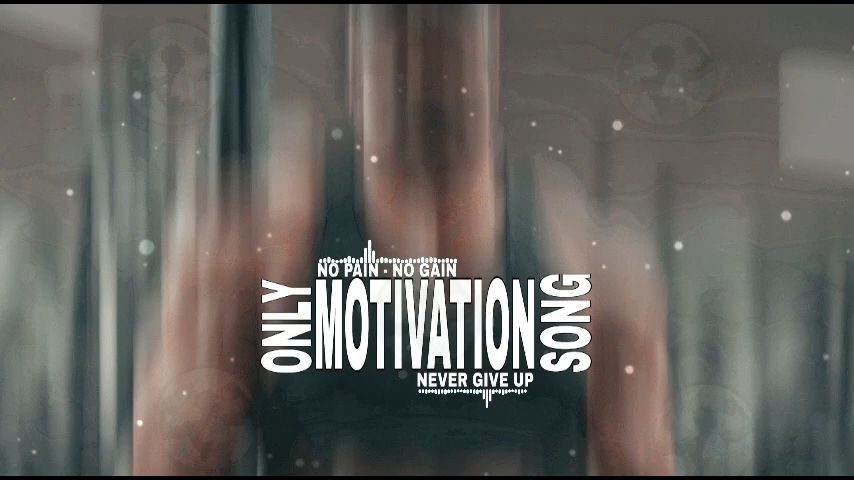 NO PAIN - NO GAIN
ONLY
MOTIVATION
SONG
NEVER GIVE UP